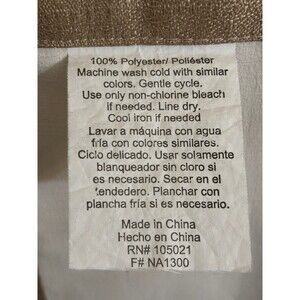 100% Polyester/ Poliéster
Machine wash cold with similar
colors. Gentle cycle.
Use only non-chlorine bleach
if needed. Line dry.
Cool iron if needed
Lavar a máquina con agua
fría con colores similares.
Ciclo delicado. Usar solamente
blanqueador sin cloro si
es necesario. Secar en el
tendedero. Planchar con
plancha fría si es necesario.
Made in China
Hecho en China
RN# 105021
F# NA1300